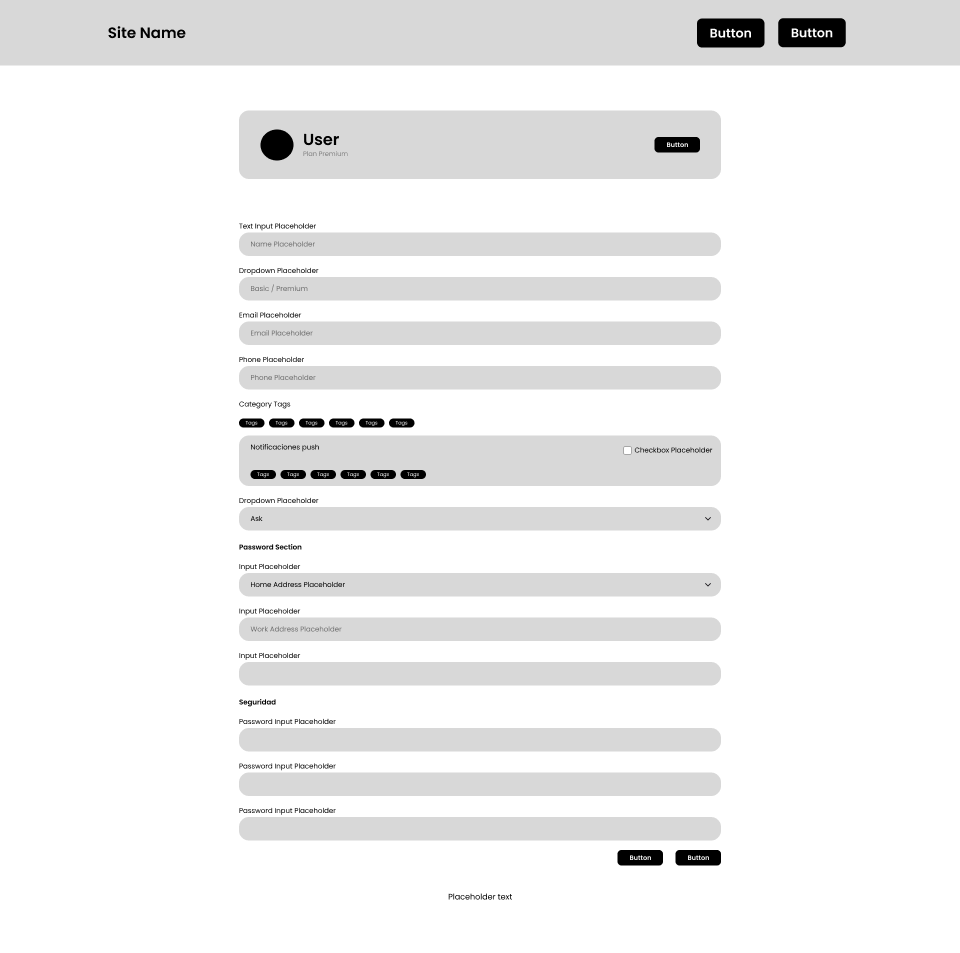 Site Name
Button Button
User
Plan Premium
Button
Text Input Placeholder
Name Placeholder
Dropdown Placeholder
Basic / Premium
Email Placeholder
Email Placeholder
Phone Placeholder
Phone Placeholder
Category Tags
Tags Tags Tags Tags Tags Tags
Notificaciones push
Checkbox Placeholder
Tags Tags Tags Tags Tags Tags
Dropdown Placeholder
Ask
Password Section
Input Placeholder
Home Address Placeholder
Input Placeholder
Work Address Placeholder
Input Placeholder
Seguridad
Password Input Placeholder
Password Input Placeholder
Password Input Placeholder
Button Button
Placeholder text